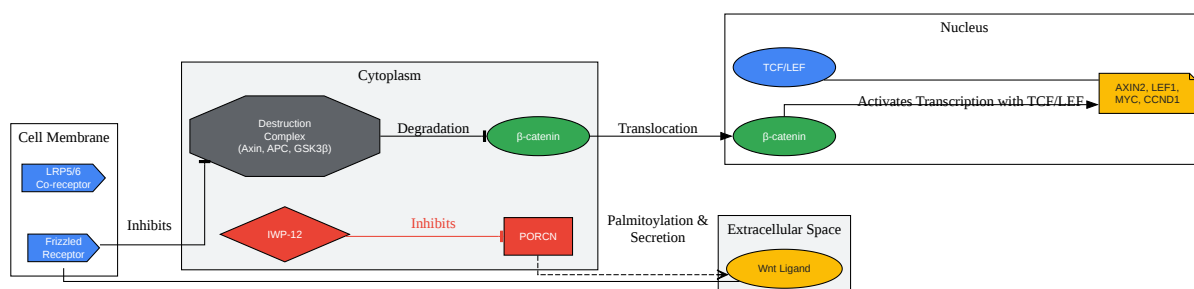 Cell Membrane
LRP5/6
Co-receptor
Frizzled
Receptor
Inhibits
Cytoplasm
Destruction
Complex
(Axin, APC, GSK3β)
Degradation
β-catenin
IWP-12
Inhibits
PORCN
Translocation
Palmitoylation &
Secretion
Nucleus
TCF/LEF
β-catenin
Activates Transcription with TCF/LEF
AXIN2, LEF1,
MYC, CCND1
Extracellular Space
Wnt Ligand